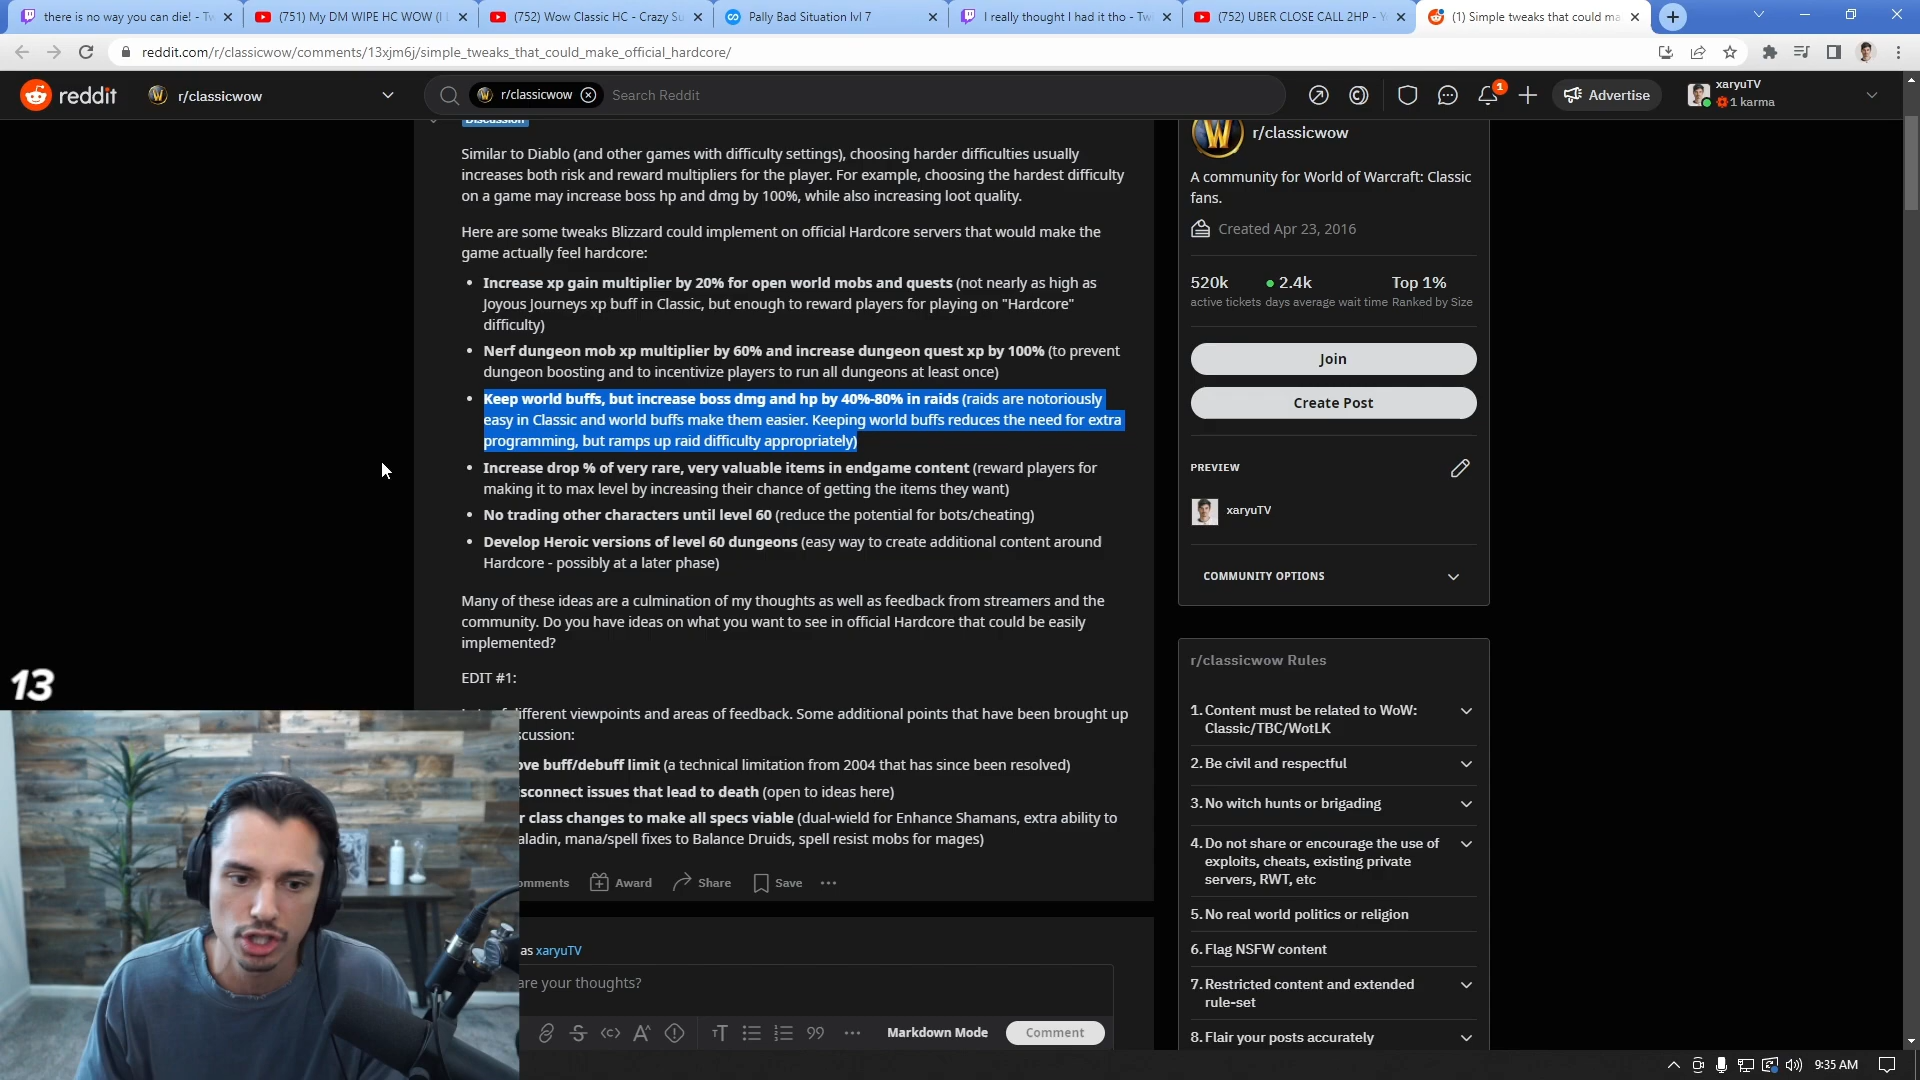 there is no way you can die! - Tw
(751) My DM WIPE HC WOW (I L
(752) Wow Classic HC - Crazy Su
Pally Bad Situation lvl 7
I really thought I had it tho - Twi
(752) UBER CLOSE CALL 2HP - Y
(1) Simple tweaks that could ma
reddit.com/r/classicwow/comments/13xjm6j/simple_tweaks_that_could_make_official_hardcore/
reddit
r/classicwow
r/classicwow
Search Reddit
1
Advertise
xaryuTV
1 karma
Discussion
Similar to Diablo (and other games with difficulty settings), choosing harder difficulties usually
increases both risk and reward multipliers for the player. For example, choosing the hardest difficulty
on a game may increase boss hp and dmg by 100%, while also increasing loot quality.
Here are some tweaks Blizzard could implement on official Hardcore servers that would make the
game actually feel hardcore:
• Increase xp gain multiplier by 20% for open world mobs and quests (not nearly as high as
Joyous Journeys xp buff in Classic, but enough to reward players for playing on "Hardcore"
difficulty)
• Nerf dungeon mob xp multiplier by 60% and increase dungeon quest xp by 100% (to prevent
dungeon boosting and to incentivize players to run all dungeons at least once)
• Keep world buffs, but increase boss dmg and hp by 40%-80% in raids (raids are notoriously
easy in Classic and world buffs make them easier. Keeping world buffs reduces the need for extra
programming, but ramps up raid difficulty appropriately)
• Increase drop % of very rare, very valuable items in endgame content (reward players for
making it to max level by increasing their chance of getting the items they want)
• No trading other characters until level 60 (reduce the potential for bots/cheating)
• Develop Heroic versions of level 60 dungeons (easy way to create additional content around
Hardcore - possibly at a later phase)
Many of these ideas are a culmination of my thoughts as well as feedback from streamers and the
community. Do you have ideas on what you want to see in official Hardcore that could be easily
implemented?
EDIT #1:
ifferent viewpoints and areas of feedback. Some additional points that have been brought up
scussion:
ove buff/debuff limit (a technical limitation from 2004 that has since been resolved)
sconnect issues that lead to death (open to ideas here)
r class changes to make all specs viable (dual-wield for Enhance Shamans, extra ability to
aladin, mana/spell fixes to Balance Druids, spell resist mobs for mages)
omments
Award
Share
Save
as xaryuTV
are your thoughts?
Markdown Mode
Comment
13
r/classicwow
A community for World of Warcraft: Classic
fans.
Created Apr 23, 2016
520k
2.4k
Top 1%
active tickets
days average wait time
Ranked by Size
Join
Create Post
PREVIEW
xaryuTV
COMMUNITY OPTIONS
r/classicwow Rules
1. Content must be related to WoW:
Classic/TBC/WotLK
2. Be civil and respectful
3. No witch hunts or brigading
4. Do not share or encourage the use of
exploits, cheats, existing private
servers, RWT, etc
5. No real world politics or religion
6. Flag NSFW content
7. Restricted content and extended
rule-set
8. Flair your posts accurately
9:35 AM